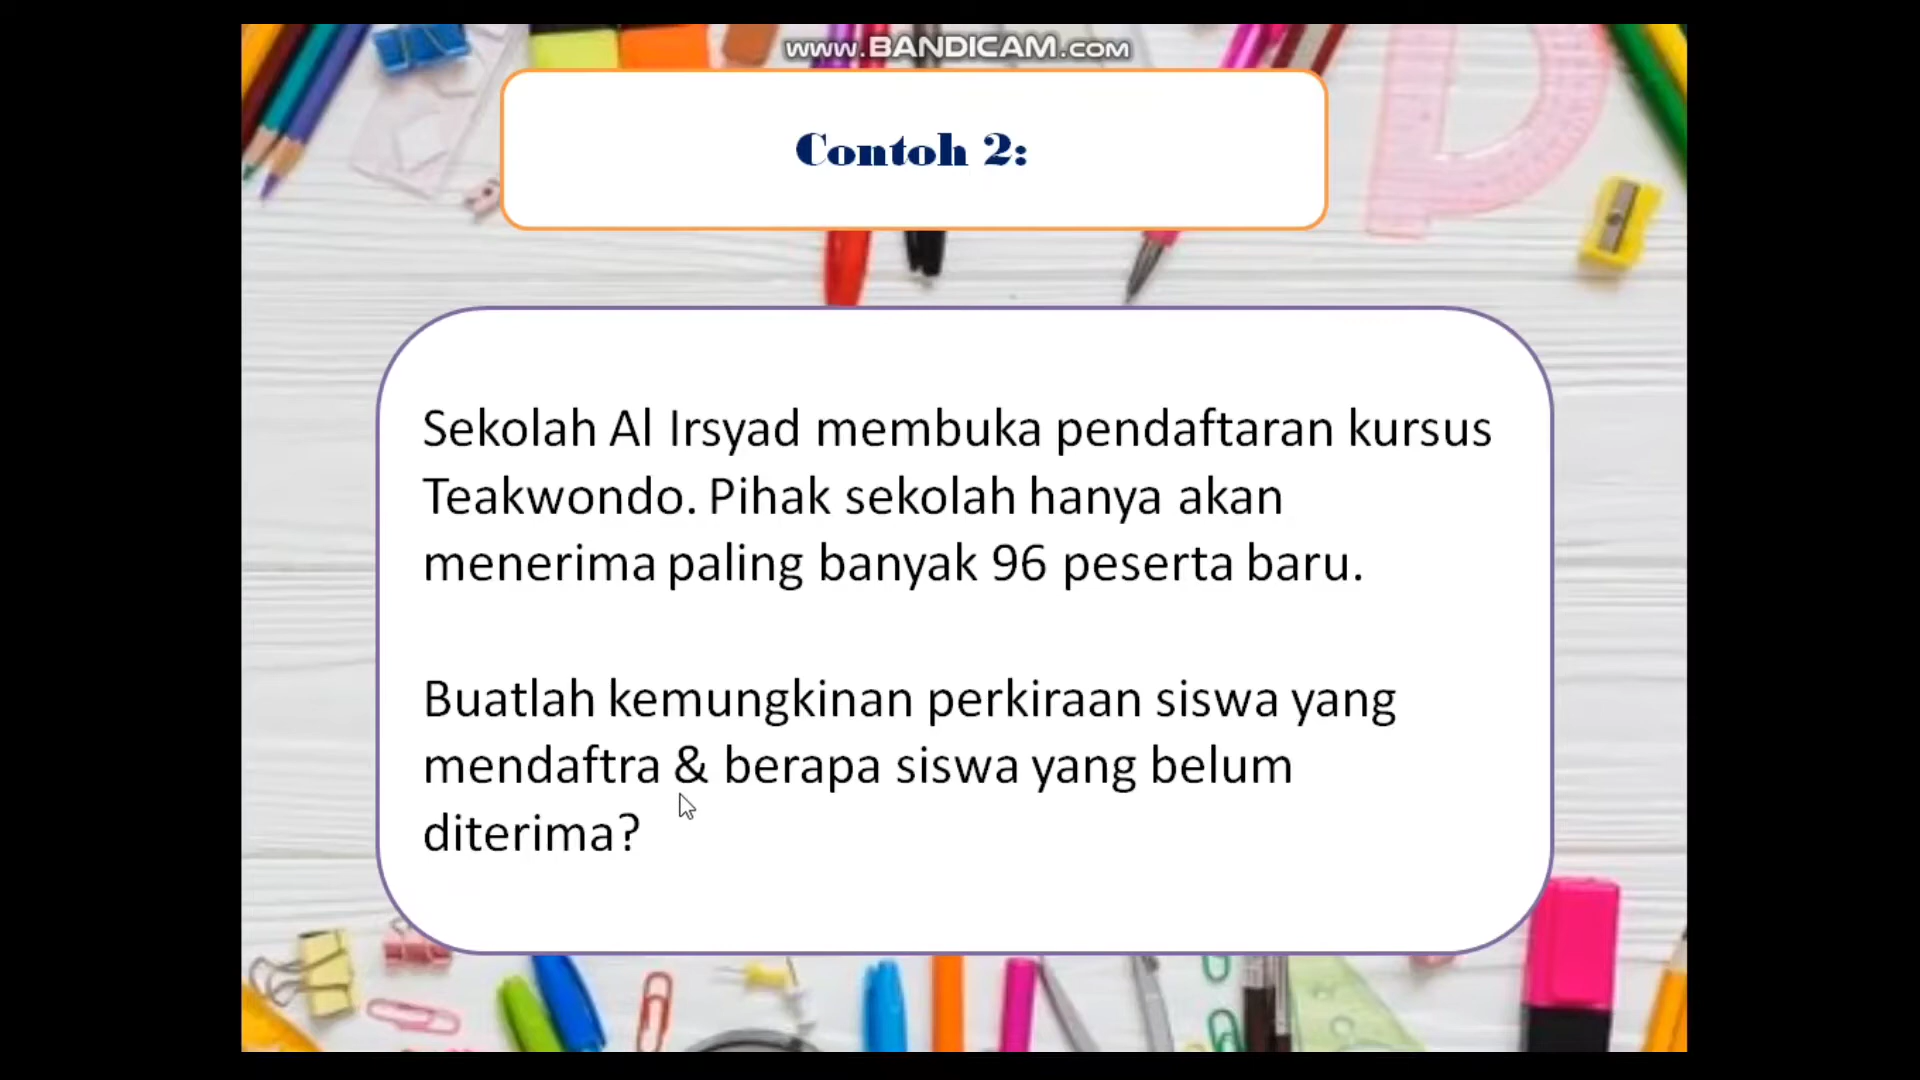 www.BANDICAM.com
Contoh 2:
Sekolah Al Irsyad membuka pendaftaran kursus
Teakwondo. Pihak sekolah hanya akan
menerima paling banyak 96 peserta baru.
Buatlah kemungkinan perkiraan siswa yang
mendaftra & berapa siswa yang belum
diterima?